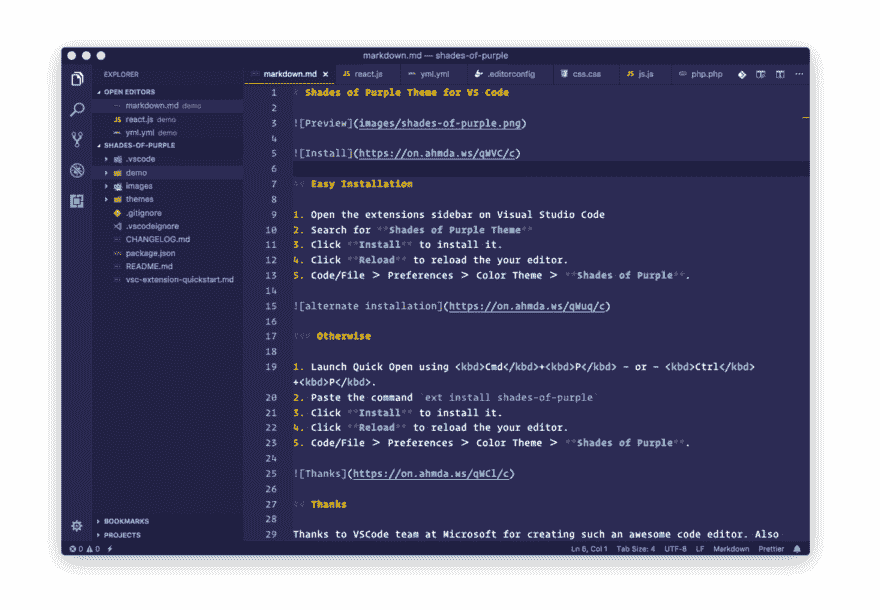 markdown.md — shades-of-purple
EXPLORER
OPEN EDITORS
markdown.md demo
JS react.js demo
yml.yml demo
SHADES-OF-PURPLE
.vscode
demo
images
themes
.gitignore
.vscodeignore
CHANGELOG.md
package.json
README.md
vsc-extension-quickstart.md
BOOKMARKS
PROJECTS
markdown.md × JS react.js yml.yml .editorconfig css.css JS js.js php.php ...
1 # Shades of Purple Theme for VS Code
2
3 ![Preview](images/shades-of-purple.png)
4
5 ![Install](https://on.ahmda.ws/qWVC/c)
6
7 ## Easy Installation
8
9 1. Open the extensions sidebar on Visual Studio Code
10 2. Search for **Shades of Purple Theme**
11 3. Click **Install** to install it.
12 4. Click **Reload** to reload the your editor.
13 5. Code/File > Preferences > Color Theme > **Shades of Purple**.
14
15 ![alternate installation](https://on.ahmda.ws/qWuq/c)
16
17 ### Otherwise
18
19 1. Launch Quick Open using <kbd>Cmd</kbd>+<kbd>P</kbd> - or - <kbd>Ctrl</kbd>
+<kbd>P</kbd>.
20 2. Paste the command `ext install shades-of-purple`
21 3. Click **Install** to install it.
22 4. Click **Reload** to reload the your editor.
23 5. Code/File > Preferences > Color Theme > **Shades of Purple**.
24
25 ![Thanks](https://on.ahmda.ws/qWCl/c)
26
27 ## Thanks
28
29 Thanks to VSCode team at Microsoft for creating such an awesome code editor. Also
0 0 Ln 6, Col 1 Tab Size: 4 UTF-8 LF Markdown Prettier